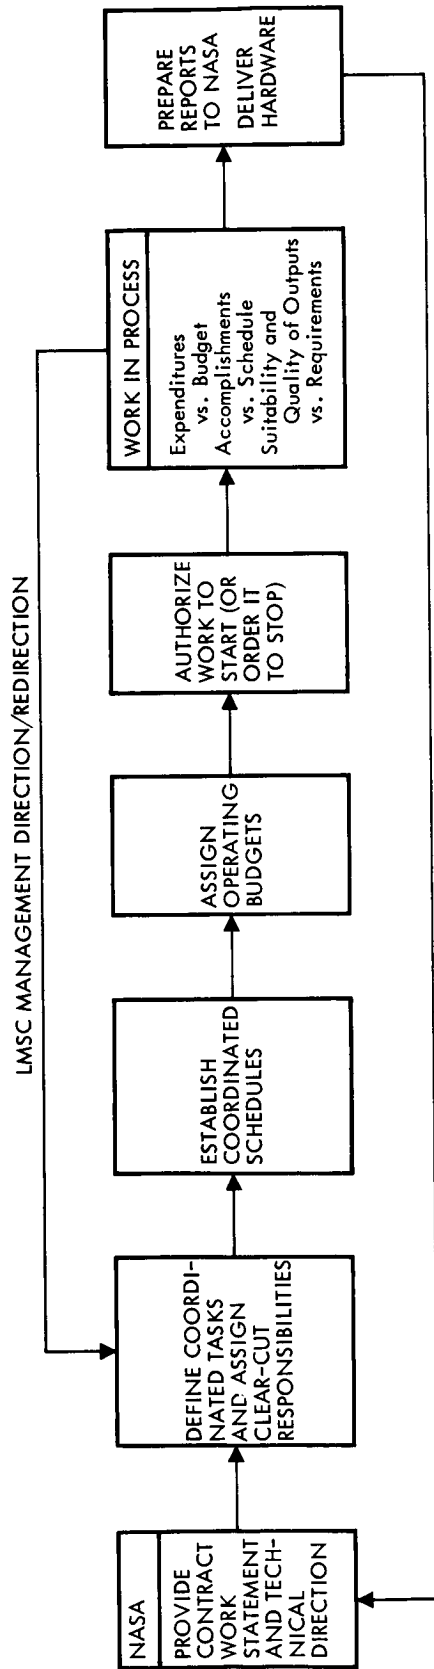 LMSC MANAGEMENT DIRECTION/REDIRECTION
NASA
PROVIDE
CONTRACT
WORK
STATEMENT
AND TECH-
NICAL
DIRECTION
DEFINE COORDI-
NATED TASKS
AND ASSIGN
CLEAR-CUT
RESPONSIBILITIES
ESTABLISH
COORDINATED
SCHEDULES
ASSIGN
OPERATING
BUDGETS
AUTHORIZE
WORK TO
START (OR
ORDER IT
TO STOP)
WORK IN PROCESS
Expenditures
vs. Budget
Accomplishments
vs. Schedule
Suitability and
Quality of Outputs
vs. Requirements
PREPARE
REPORTS
TO NASA
DELIVER
HARDWARE